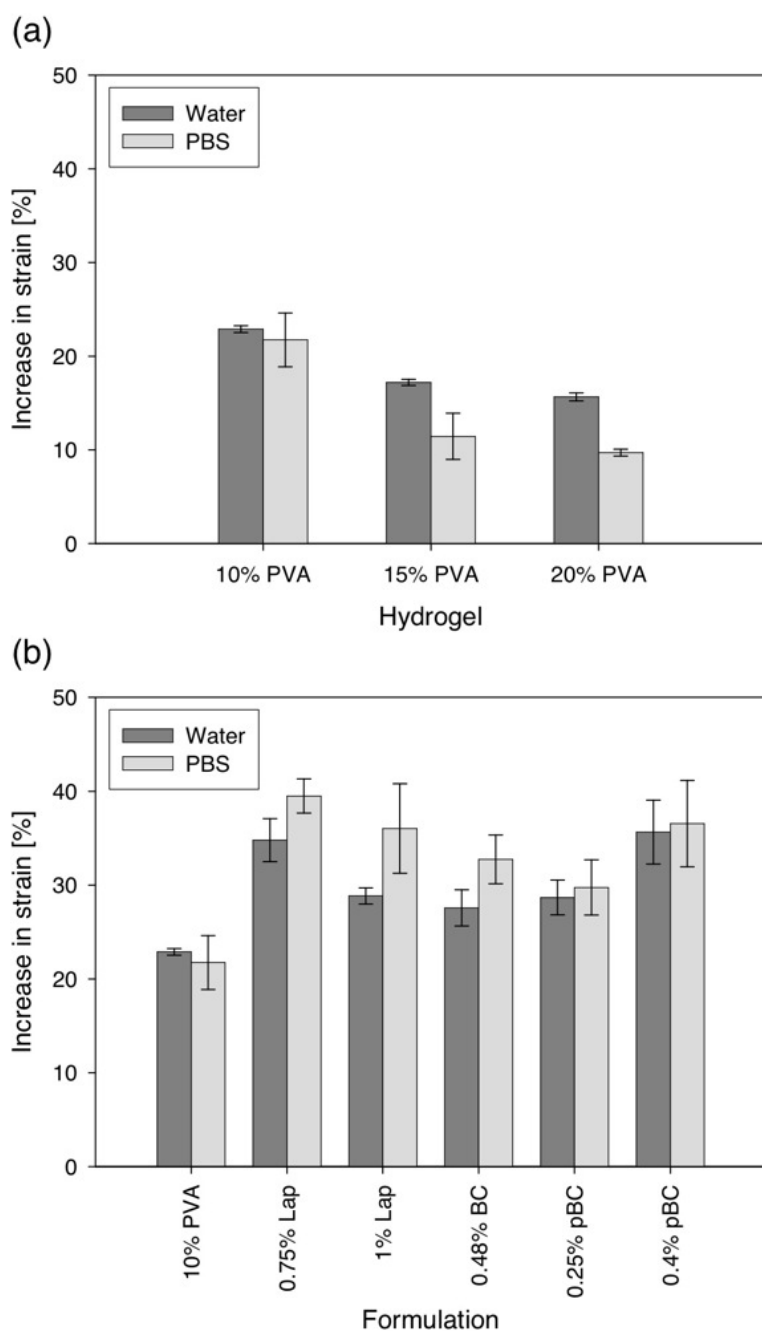 (a)
50
40
30
20
10
0
Increase in strain [%]
Water
PBS
10% PVA
15% PVA
20% PVA
Hydrogel
(b)
50
40
30
20
10
0
Increase in strain [%]
Water
PBS
10% PVA
0.75% Lap
1% Lap
0.48% BC
0.25% pBC
0.4% pBC
Formulation